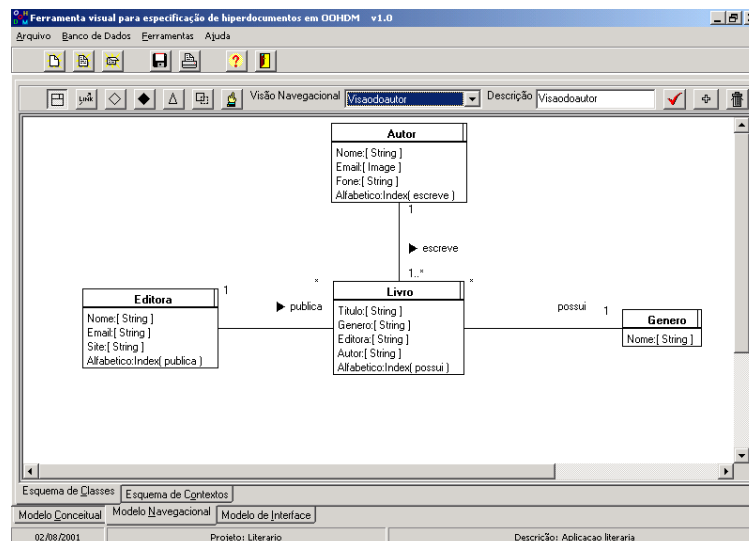 Ferramenta visual para especificação de hiperdocumentos em OOHDM v1.0
Arquivo Banco de Dados Ferramentas Ajuda
LINK Visão Navegacional Visaodoautor Descrição Visaodoautor
Autor
Nome:[ String ]
Email:[ Image ]
Fone:[ String ]
Alfabetico:Index( escreve )
1
escreve
1..*
Editora
Nome:[ String ]
Email:[ String ]
Site:[ String ]
Alfabetico:Index( publica )
1
publica
*
Livro
Titulo:[ String ]
Genero:[ String ]
Editora:[ String ]
Autor:[ String ]
Alfabetico:Index( possui )
*
possui
1
Genero
Nome:[ String ]
Esquema de Classes Esquema de Contextos
Modelo Conceitual Modelo Navegacional Modelo de Interface
02/08/2001 Projeto: Literario Descrição: Aplicacao literaria